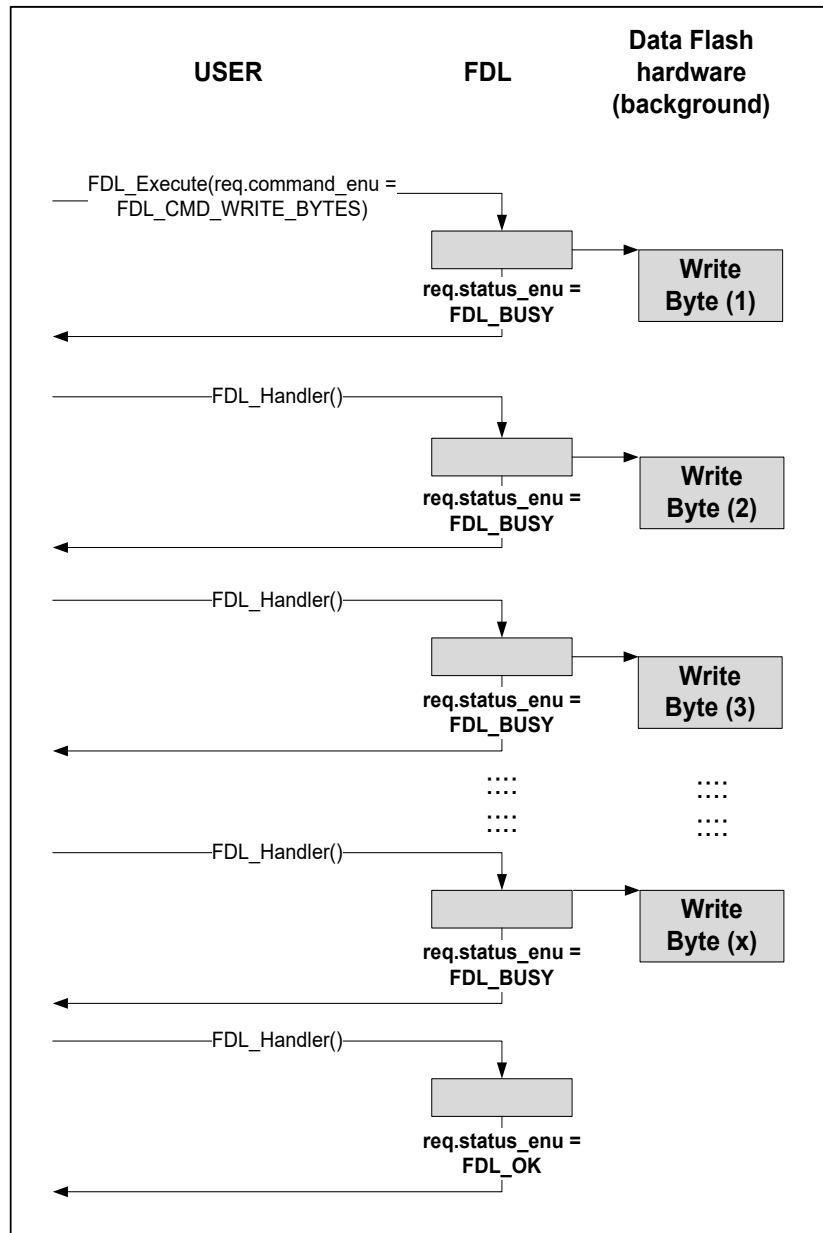 USER
FDL
Data Flash
hardware
(background)
FDL_Execute(req.command_enu =
FDL_CMD_WRITE_BYTES)
Write
Byte (1)
req.status_enu =
FDL_BUSY
FDL_Handler()
Write
Byte (2)
req.status_enu =
FDL_BUSY
FDL_Handler()
Write
Byte (3)
req.status_enu =
FDL_BUSY
::::
::::
::::
::::
FDL_Handler()
Write
Byte (x)
req.status_enu =
FDL_BUSY
FDL_Handler()
req.status_enu =
FDL_OK